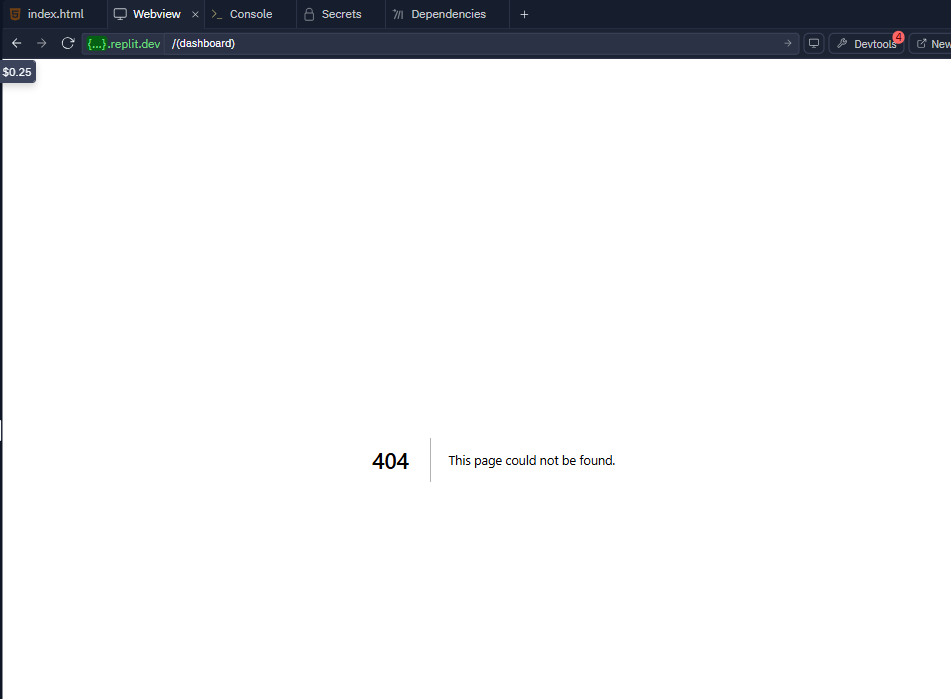 index.html
Webview
Console
Secrets
Dependencies
{...}.replit.dev
/(dashboard)
Devtools
4
New
$0.25
404
This page could not be found.